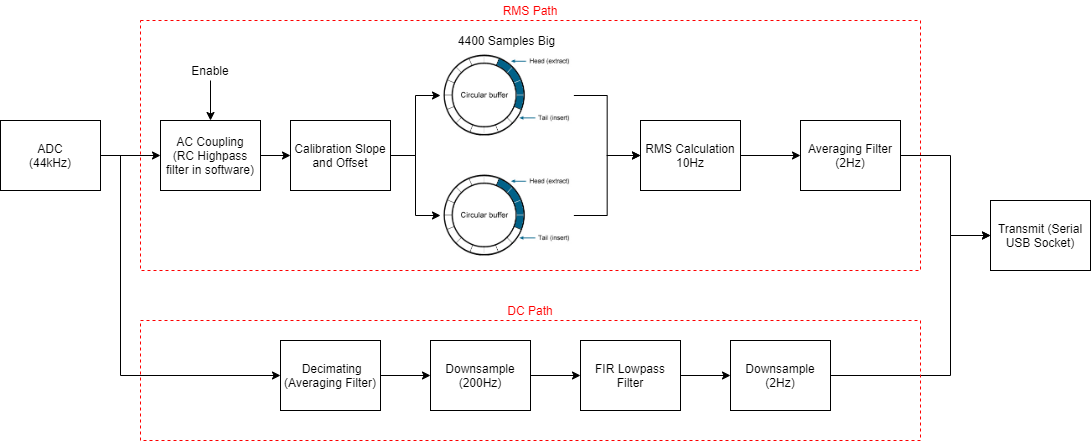 RMS Path
4400 Samples Big
Enable
Head (extract)
Circular buffer
Tail (insert)
ADC
(44kHz)
AC Coupling
(RC Highpass
filter in software)
Calibration Slope
and Offset
RMS Calculation
10Hz
Averaging Filter
(2Hz)
Head (extract)
Circular buffer
Tail (insert)
Transmit (Serial
USB Socket)
DC Path
Decimating
(Averaging Filter)
Downsample
(200Hz)
FIR Lowpass
Filter
Downsample
(2Hz)